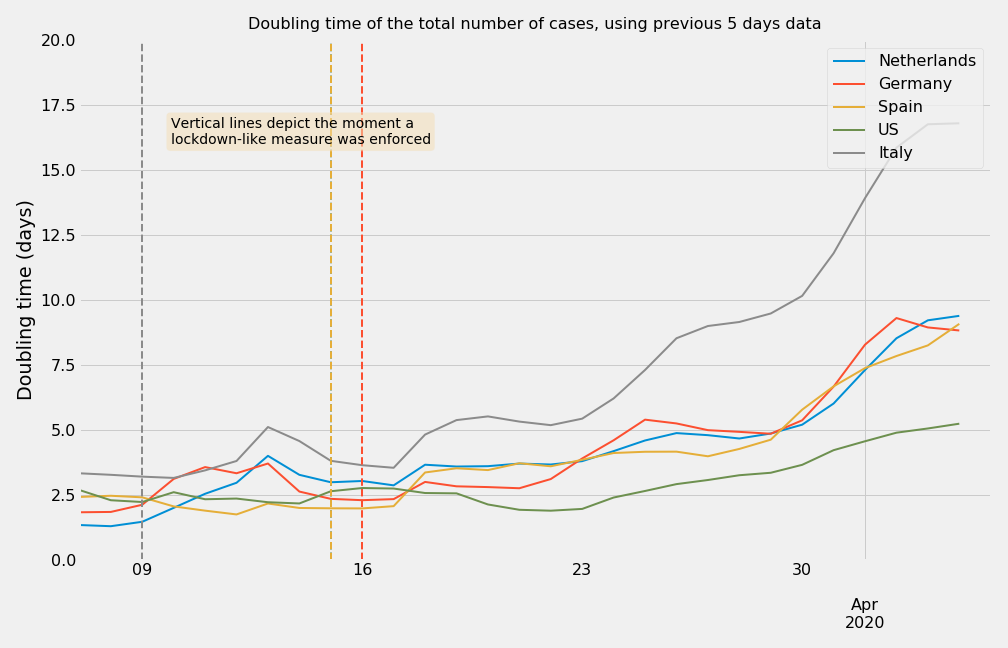 Doubling time of the total number of cases, using previous 5 days data
Doubling time (days)
20.0
17.5
15.0
12.5
10.0
7.5
5.0
2.5
0.0
Vertical lines depict the moment a
lockdown-like measure was enforced
Netherlands
Germany
Spain
US
Italy
09
16
23
30
Apr
2020